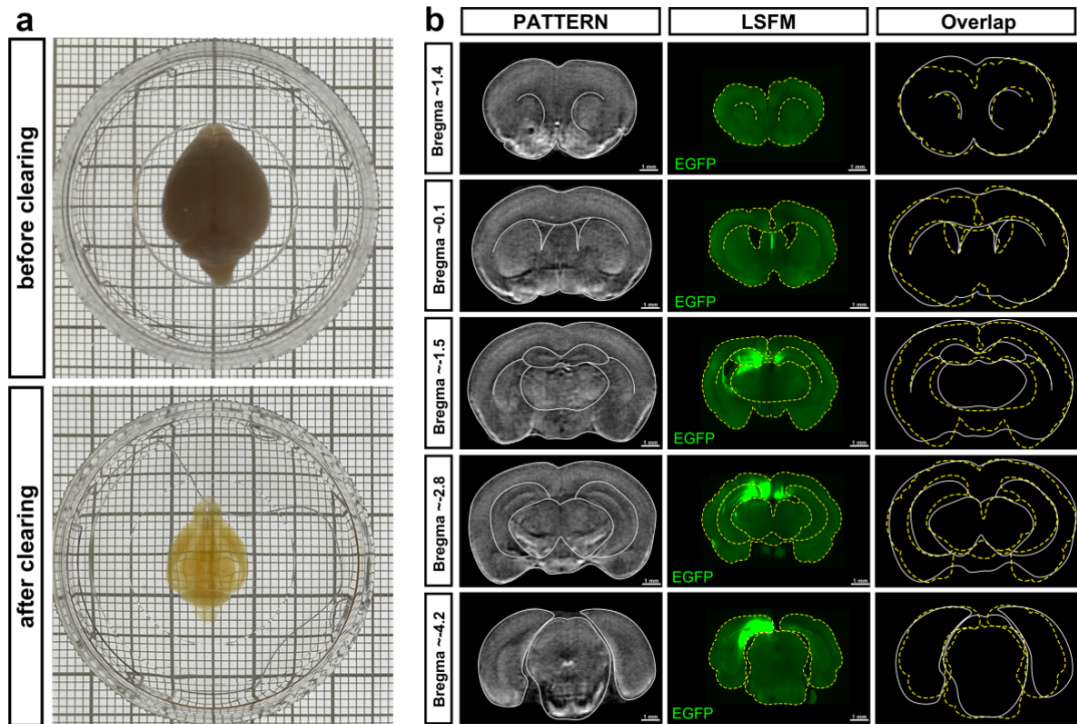 a
before clearing
after clearing
b
PATTERN
LSFM
Overlap
Bregma ~1.4
1 mm
EGFP
1 mm
Bregma ~0.1
1 mm
EGFP
1 mm
Bregma ~-1.5
1 mm
EGFP
1 mm
Bregma ~-2.8
1 mm
EGFP
1 mm
Bregma ~-4.2
1 mm
EGFP
1 mm